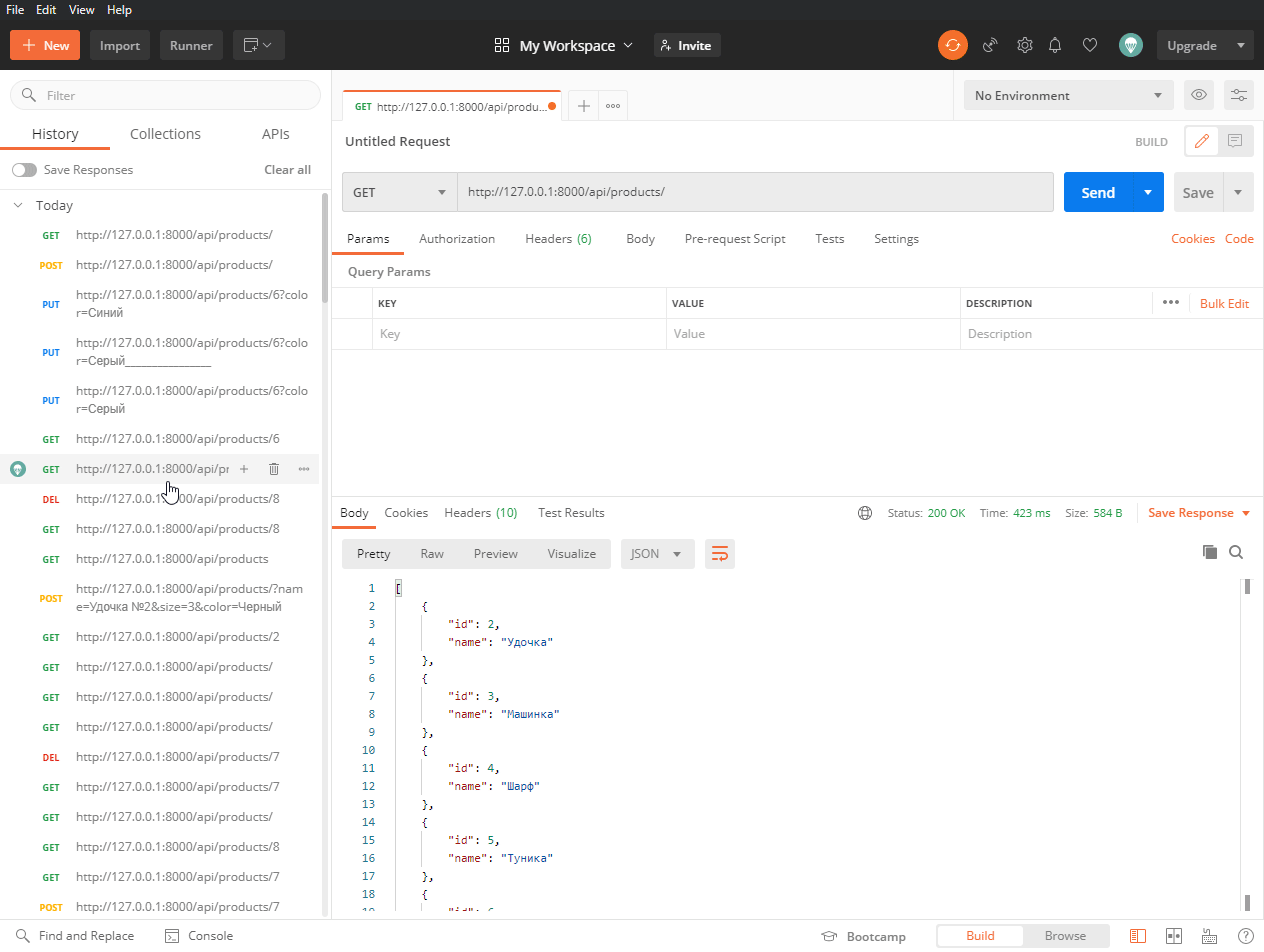 File Edit View Help
New Import Runner My Workspace Invite Upgrade
Filter
History Collections APIs
Save Responses Clear all
Today
GET http://127.0.0.1:8000/api/products/
POST http://127.0.0.1:8000/api/products/
PUT http://127.0.0.1:8000/api/products/6?colo
r=Синий
PUT http://127.0.0.1:8000/api/products/6?colo
r=Серый________________
PUT http://127.0.0.1:8000/api/products/6?colo
r=Серый
GET http://127.0.0.1:8000/api/products/6
GET http://127.0.0.1:8000/api/pr
DEL http://127.0.0.1:8000/api/products/8
GET http://127.0.0.1:8000/api/products/8
GET http://127.0.0.1:8000/api/products
POST http://127.0.0.1:8000/api/products/?nam
e=Удочка №2&size=3&color=Черный
GET http://127.0.0.1:8000/api/products/2
GET http://127.0.0.1:8000/api/products/
GET http://127.0.0.1:8000/api/products/
GET http://127.0.0.1:8000/api/products/
DEL http://127.0.0.1:8000/api/products/7
GET http://127.0.0.1:8000/api/products/7
GET http://127.0.0.1:8000/api/products/
GET http://127.0.0.1:8000/api/products/8
GET http://127.0.0.1:8000/api/products/7
POST http://127.0.0.1:8000/api/products/7
GET http://127.0.0.1:8000/api/produ... No Environment
Untitled Request BUILD
GET http://127.0.0.1:8000/api/products/ Send Save
Params Authorization Headers (6) Body Pre-request Script Tests Settings Cookies Code
Query Params
KEY VALUE DESCRIPTION Bulk Edit
Key Value Description
Body Cookies Headers (10) Test Results Status: 200 OK Time: 423 ms Size: 584 B Save Response
Pretty Raw Preview Visualize JSON
1 [
2 {
3 "id": 2,
4 "name": "Удочка"
5 },
6 {
7 "id": 3,
8 "name": "Машинка"
9 },
10 {
11 "id": 4,
12 "name": "Шарф"
13 },
14 {
15 "id": 5,
16 "name": "Туника"
17 },
18 {
19 "id": 6,
Find and Replace Console Bootcamp Build Browse